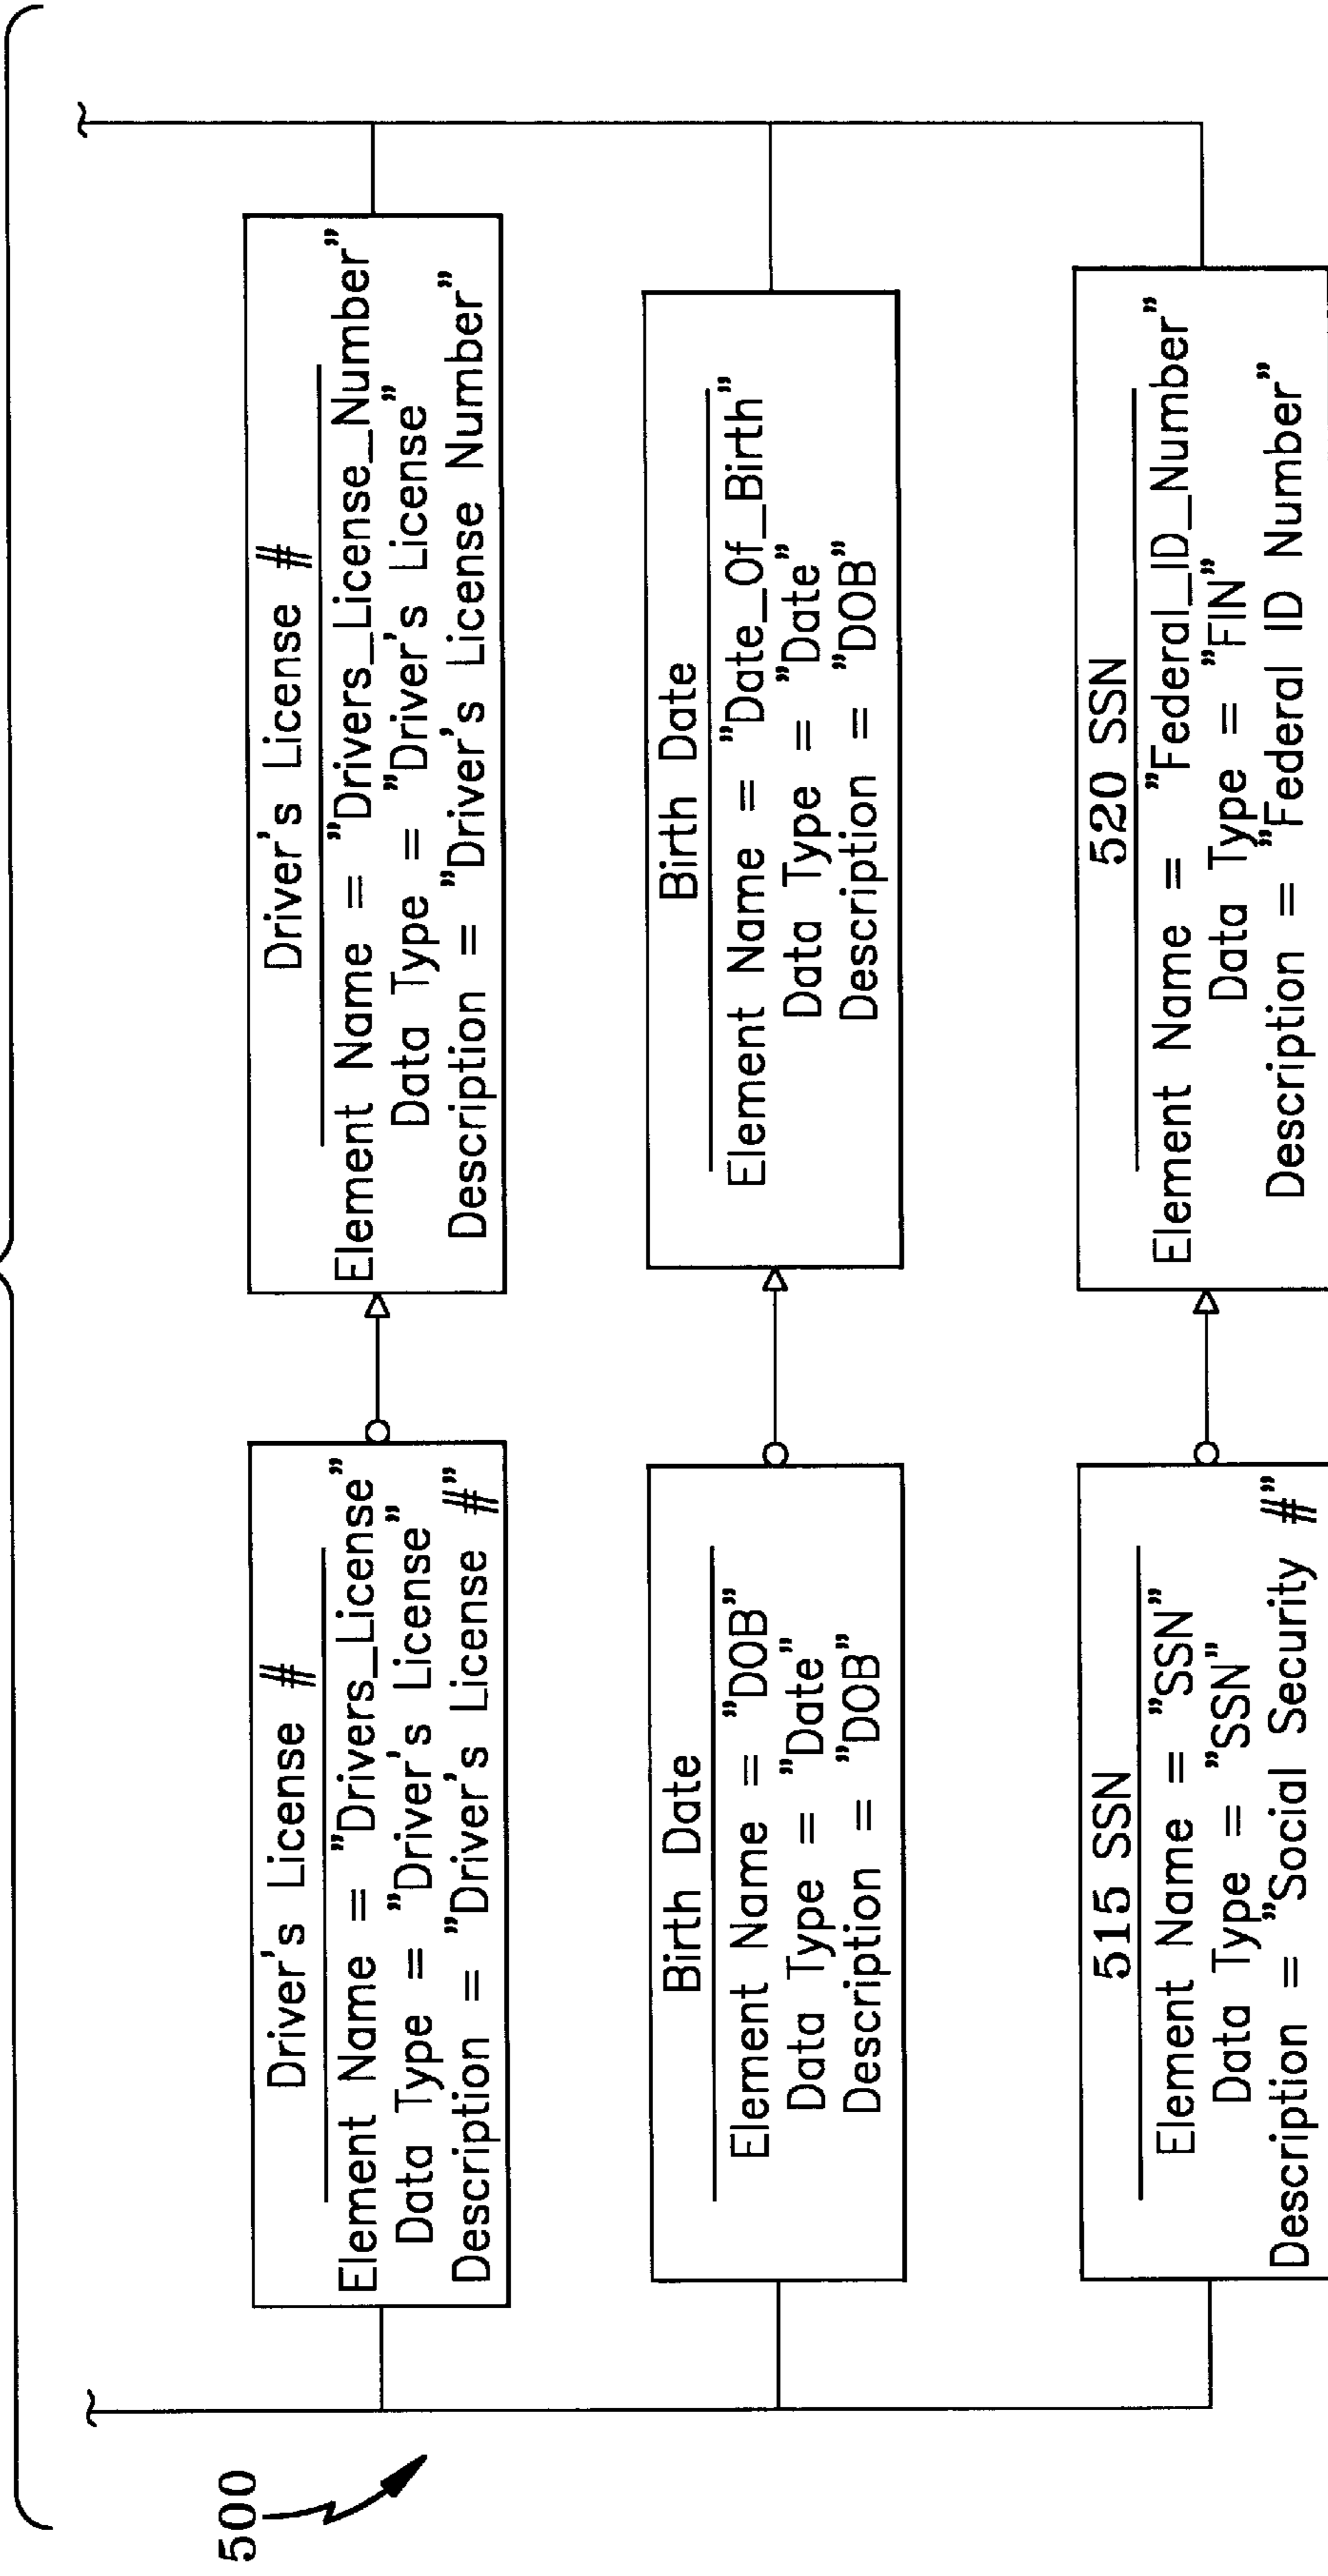 500
Driver's License #
Element Name = "Drivers_License"
Data Type = "Driver's License"
Description = "Driver's License #"
Driver's License #
Element Name = "Drivers_License_Number"
Data Type = "Driver's License"
Description = "Driver's License Number"
Birth Date
Element Name = "DOB"
Data Type = "Date"
Description = "DOB"
Birth Date
Element Name = "Date_Of_Birth"
Data Type = "Date"
Description = "DOB"
515 SSN
Element Name = "SSN"
Data Type = "SSN"
Description = "Social Security #"
520 SSN
Element Name = "Federal_ID_Number"
Data Type = "FIN"
Description = "Federal ID Number"